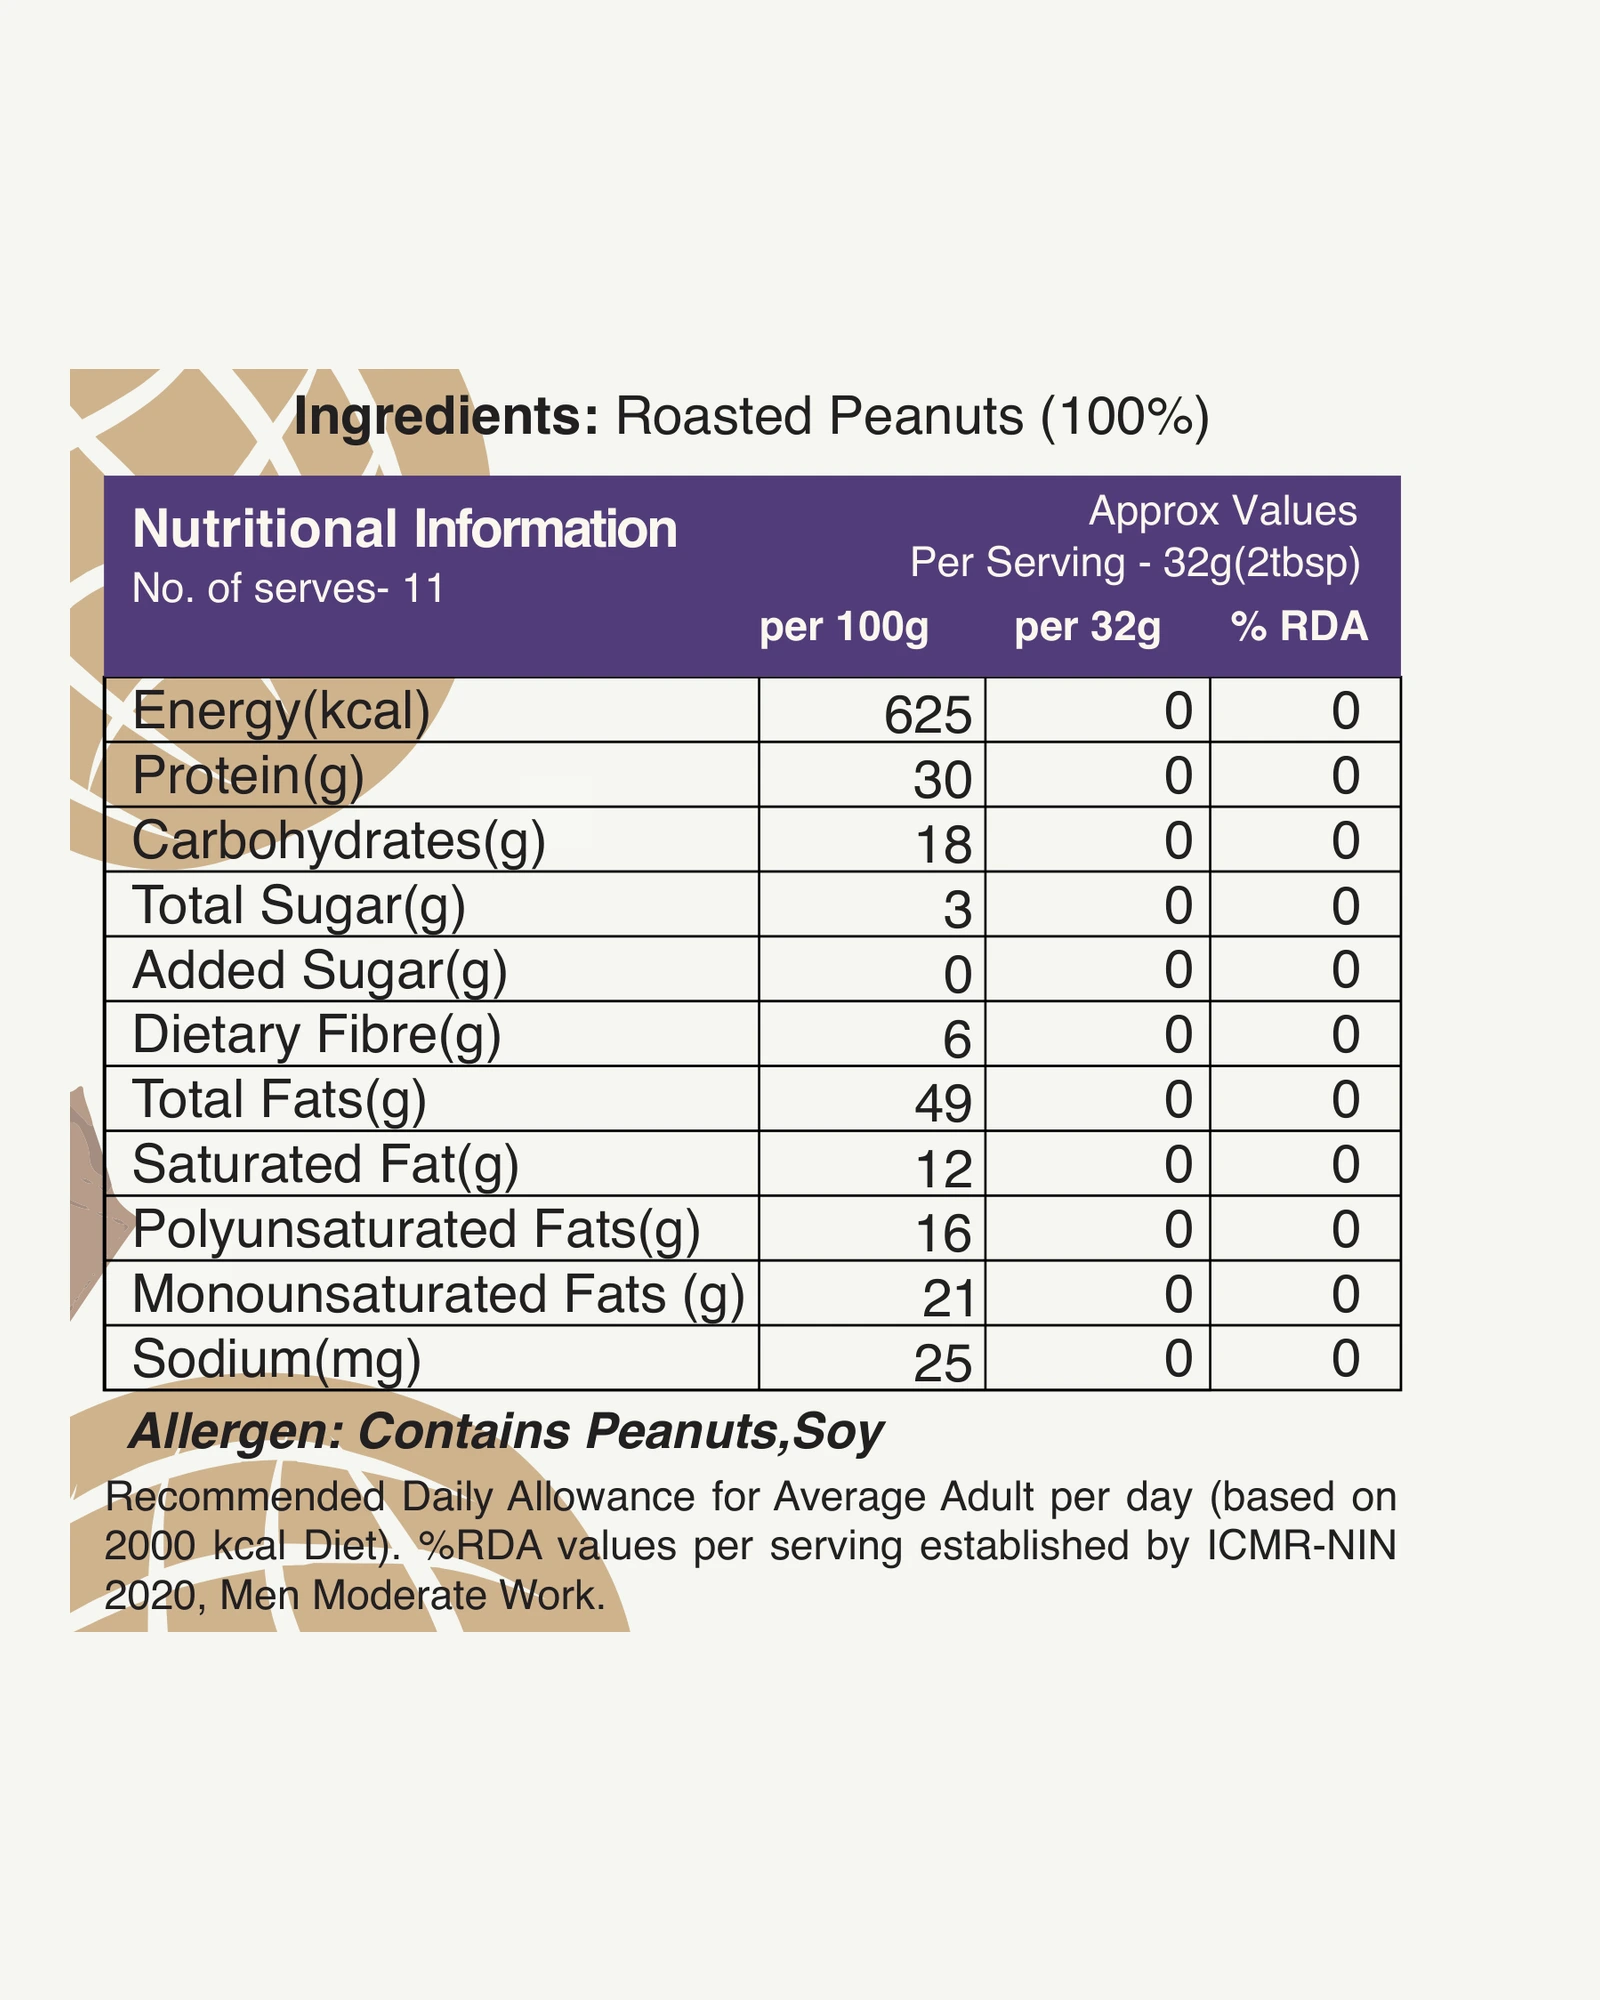 Ingredients: Roasted Peanuts (100%)
Nutritional Information
No. of serves- 11
Approx Values
Per Serving - 32g(2tbsp)
per 100g per 32g % RDA
Energy(kcal) 625 0 0
Protein(g) 30 0 0
Carbohydrates(g) 18 0 0
Total Sugar(g) 3 0 0
Added Sugar(g) 0 0 0
Dietary Fibre(g) 6 0 0
Total Fats(g) 49 0 0
Saturated Fat(g) 12 0 0
Polyunsaturated Fats(g) 16 0 0
Monounsaturated Fats (g) 21 0 0
Sodium(mg) 25 0 0
Allergen: Contains Peanuts,Soy
Recommended Daily Allowance for Average Adult per day (based on
2000 kcal Diet). %RDA values per serving established by ICMR-NIN
2020, Men Moderate Work.